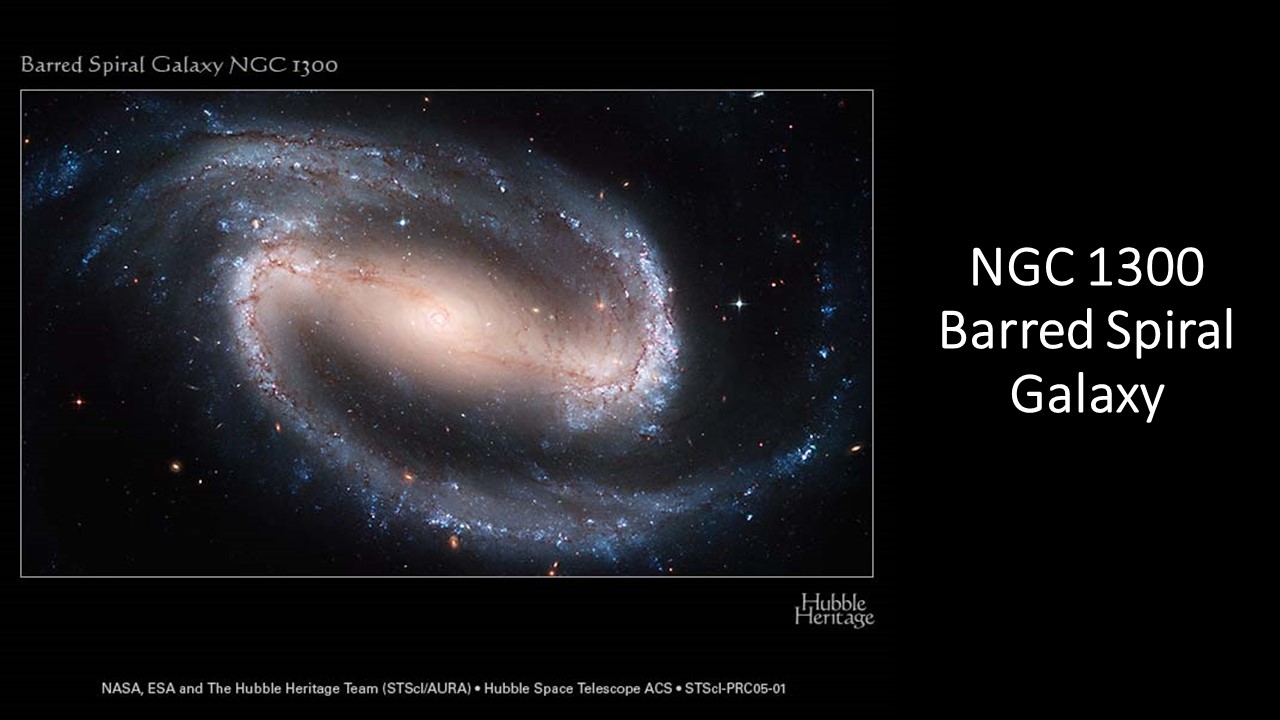 Barred Spiral Galaxy NGC 1300
NGC 1300
Barred Spiral
Galaxy
Hubble
Heritage
NASA, ESA and The Hubble Heritage Team (STScI/AURA) • Hubble Space Telescope ACS • STScI-PRC05-01